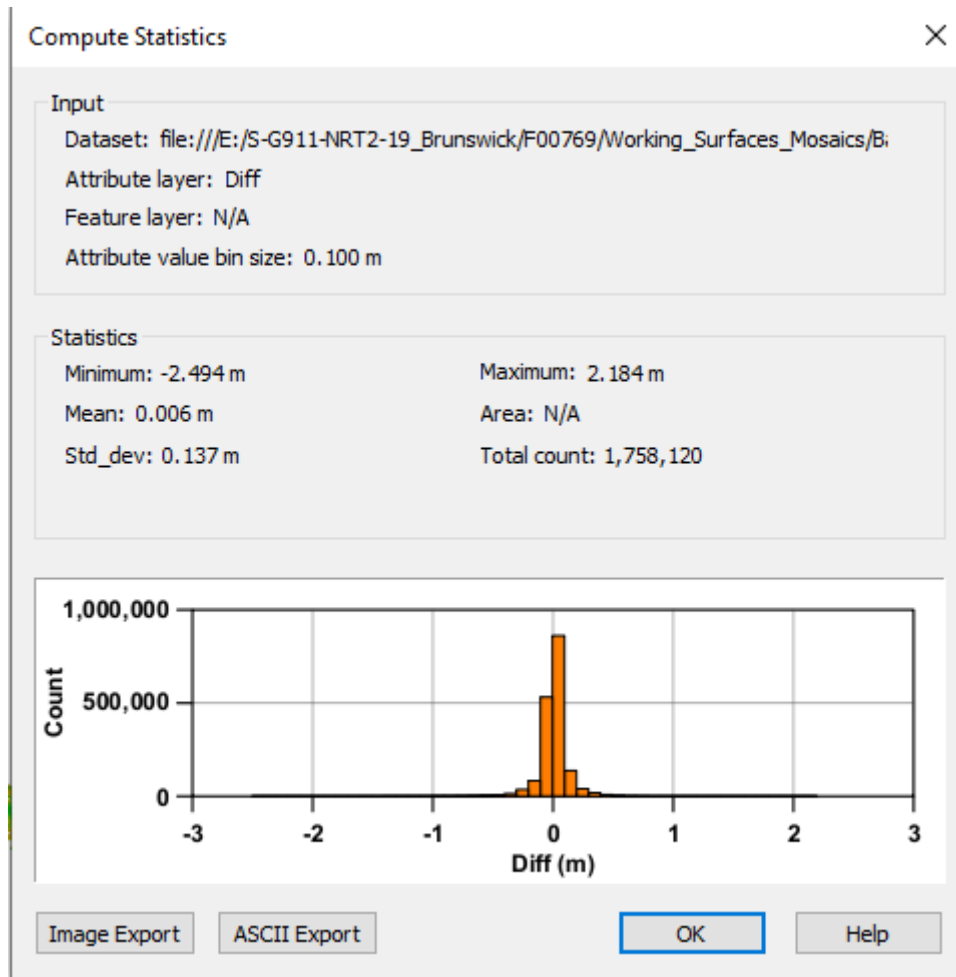 Compute Statistics
Input
Dataset: file:///E:/S-G911-NRT2-19_Brunswick/F00769/Working_Surfaces_Mosaics/B
Attribute layer: Diff
Feature layer: N/A
Attribute value bin size: 0.100 m
Statistics
Minimum: -2.494 m Maximum: 2.184 m
Mean: 0.006 m Area: N/A
Std_dev: 0.137 m Total count: 1,758,120
1,000,000
500,000
0
Count
-3 -2 -1 0 1 2 3
Diff (m)
Image Export ASCII Export OK Help